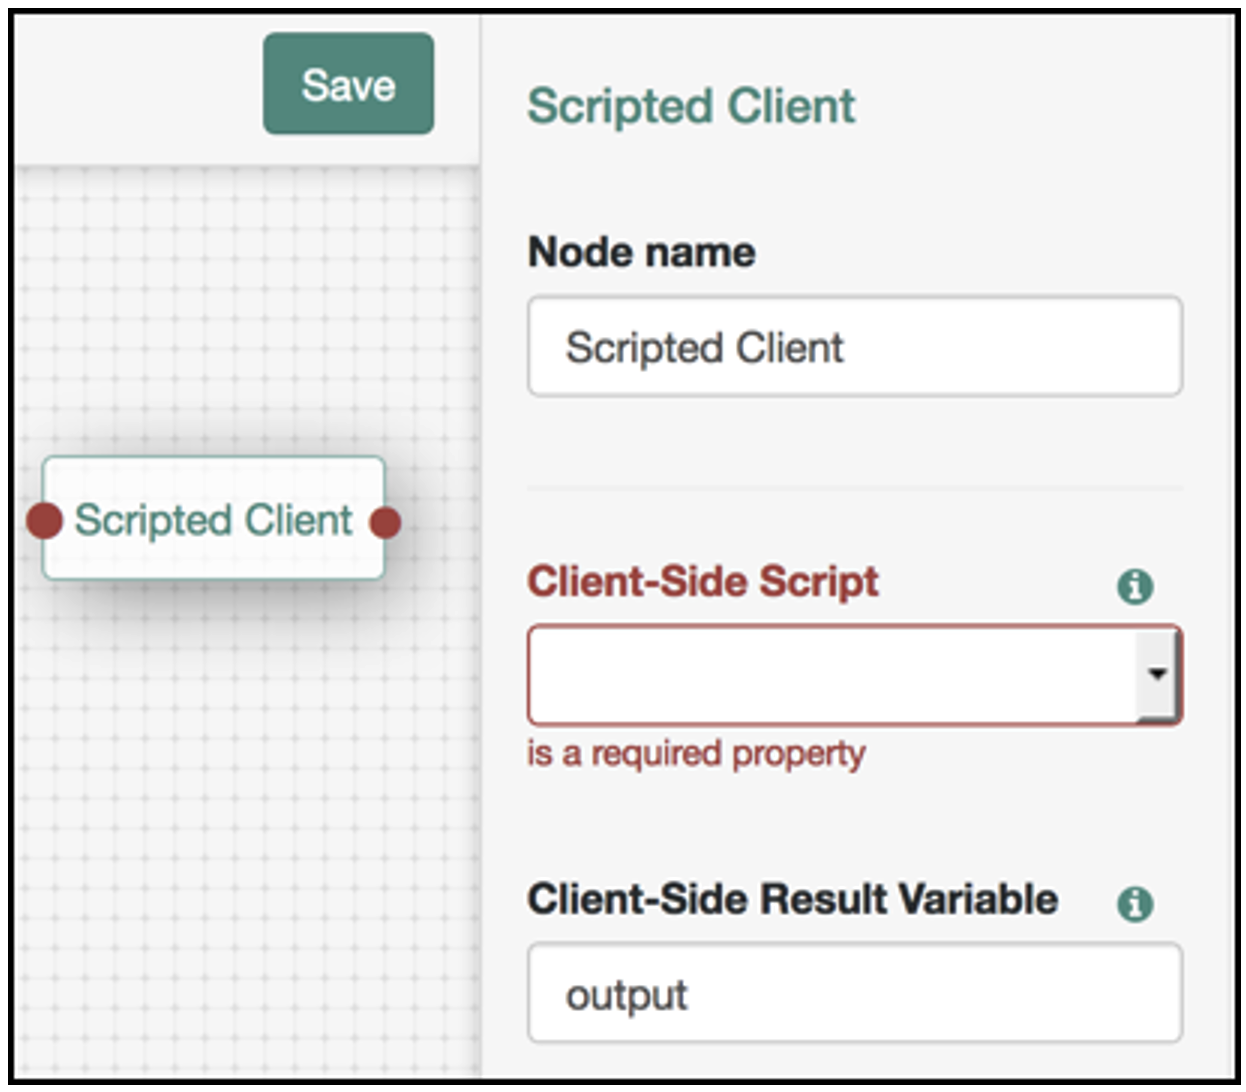 Save
Scripted Client
Scripted Client
Node name
Scripted Client
Client-Side Script
is a required property
Client-Side Result Variable
output